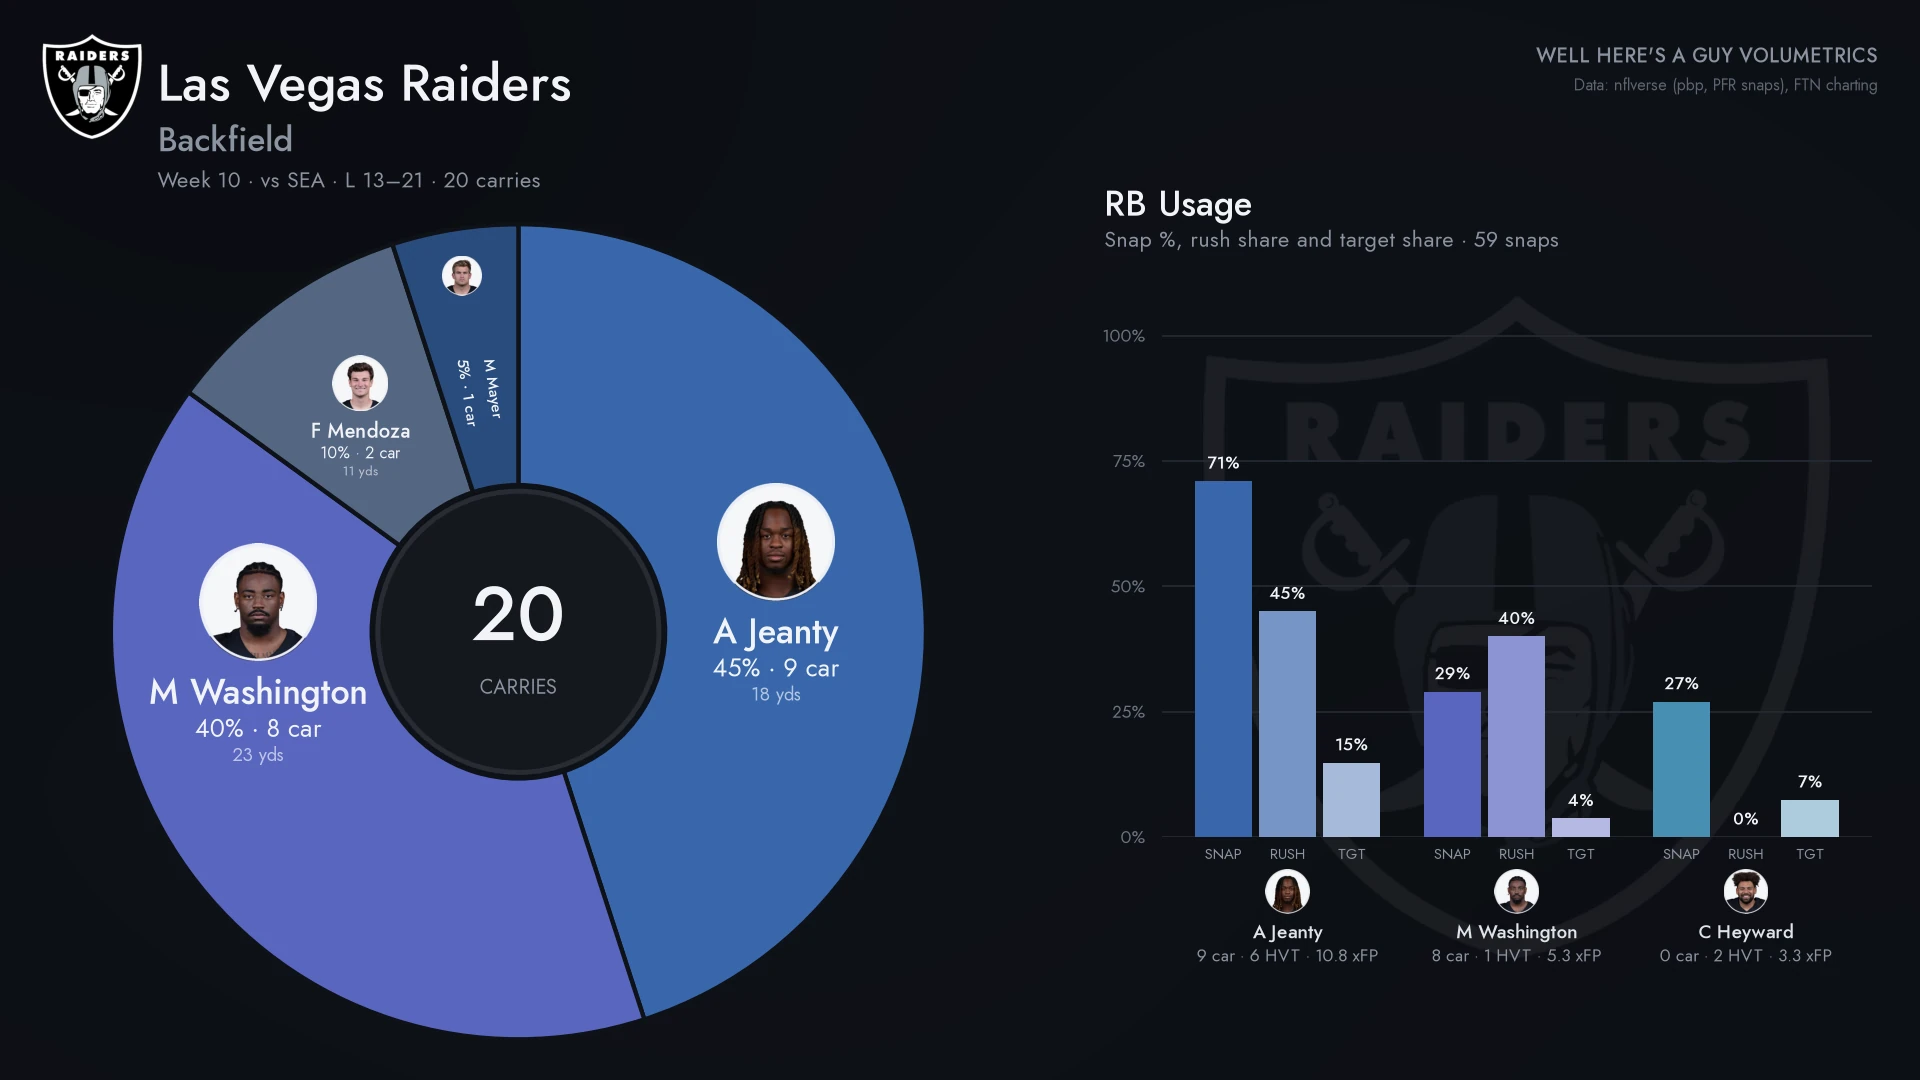 RAIDERS
Las Vegas Raiders
Backfield
Week 10 · vs SEA · L 13–21 · 20 carries
WELL HERE'S A GUY VOLUMETRICS
Data: nflverse (pbp, PFR snaps), FTN charting
M Mayer
5% · 1 car
F Mendoza
10% · 2 car
11 yds
A Jeanty
45% · 9 car
18 yds
M Washington
40% · 8 car
23 yds
20
CARRIES
RB Usage
Snap %, rush share and target share · 59 snaps
RAIDERS
100%
75%
50%
25%
0%
71%
45%
15%
29%
40%
4%
27%
0%
7%
SNAP RUSH TGT SNAP RUSH TGT SNAP RUSH TGT
A Jeanty
9 car · 6 HVT · 10.8 xFP
M Washington
8 car · 1 HVT · 5.3 xFP
C Heyward
0 car · 2 HVT · 3.3 xFP